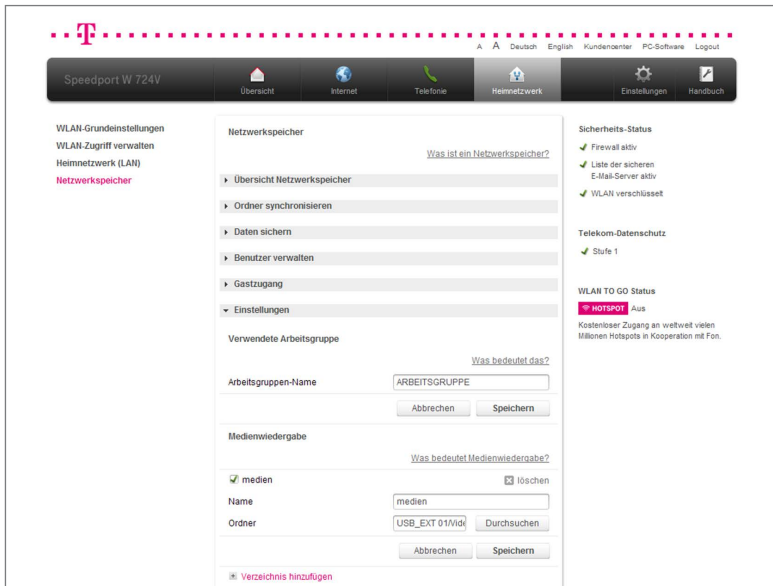 T
A A Deutsch English Kundencenter PC-Software Logout
Speedport W 724V
Übersicht
Internet
Telefonie
Heimnetzwerk
Einstellungen
Handbuch
WLAN-Grundeinstellungen
WLAN-Zugriff verwalten
Heimnetzwerk (LAN)
Netzwerkspeicher
Netzwerkspeicher
Was ist ein Netzwerkspeicher?
Übersicht Netzwerkspeicher
Ordner synchronisieren
Daten sichern
Benutzer verwalten
Gastzugang
Einstellungen
Verwendete Arbeitsgruppe
Was bedeutet das?
Arbeitsgruppen-Name ARBEITSGRUPPE
Abbrechen Speichern
Medienwiedergabe
Was bedeutet Medienwiedergabe?
medien löschen
Name medien
Ordner USB_EXT 01/Vide Durchsuchen
Abbrechen Speichern
Verzeichnis hinzufügen
Sicherheits-Status
Firewall aktiv
Liste der sicheren
E-Mail-Server aktiv
WLAN verschlüsselt
Telekom-Datenschutz
Stufe 1
WLAN TO GO Status
HOTSPOT Aus
Kostenloser Zugang an weltweit vielen
Millionen Hotspots in Kooperation mit Fon.